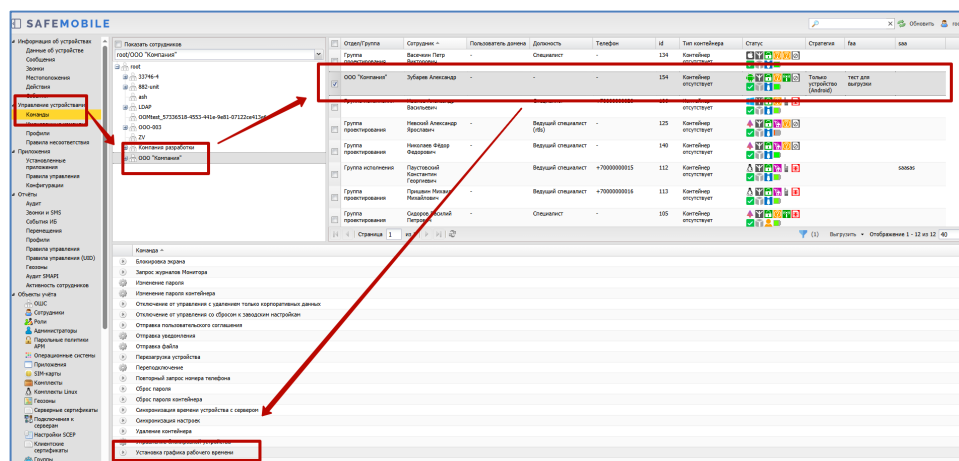 SAFEMOBILE
Обновить
Информация об устройствах
Данные об устройстве
Сообщения
Звонки
Местоположения
Действия
Управление устройствами
Команды
Профили
Правила несоответствия
Приложения
Установленные
приложения
Правила управления
Конфигурации
Отчёты
Аудит
Звонки и SMS
События ИБ
Перемещения
Профили
Правила управления
Правила управления (UID)
Геозоны
Аудит SMAPI
Активность сотрудников
Объекты учёта
ОШС
Сотрудники
Роли
Администраторы
Парольные политики
АРМ
Операционные системы
Приложения
SIM-карты
Комплекты
Комплекты Linux
Геозоны
Серверные сертификаты
Подключения к
серверам
Настройки SCEP
Клиентские
сертификаты
Группы
Показать сотрудников
root/ООО "Компания"
root
33746-4
882-unit
ash
LDAP
ООО-003
ZV
Компания разработки
ООО "Компания"
Отдел/Группа Сотрудник Пользователь домена Должность Телефон id Тип контейнера Статус Стратегия faa saa
Группа проектирования Васечкин Петр Викторович - Специалист - 134 Контейнер отсутствует
ООО "Компания" Зубарев Александр - - - 154 Контейнер отсутствует Только устройство (Android) тест для выгрузки
Группа проектирования Невский Александр Ярославич - Ведущий специалист (rtls) - 125 Контейнер отсутствует
Группа проектирования Николаев Фёдор Федорович - Ведущий специалист - 140 Контейнер отсутствует
Группа исполнения Паустовский Константин Георгиевич - Ведущий специалист +70000000015 112 Контейнер отсутствует saasas
Группа проектирования Пришвин Михаил Михайлович - Ведущий специалист +70000000016 113 Контейнер отсутствует
Группа проектирования Сидоров Василий Петрович - Специалист - 105 Контейнер отсутствует
Страница 1 из
(1) Выгрузить Отображение 1 - 12 из 12 40
Команда
Блокировка экрана
Запрос журналов Монитора
Изменение пароля
Изменение пароля контейнера
Отключение от управления с удалением только корпоративных данных
Отключение от управления со сбросом к заводским настройкам
Отправка пользовательского соглашения
Отправка уведомления
Отправка файла
Перезагрузка устройства
Переподключение
Повторный запрос номера телефона
Сброс пароля
Сброс пароля контейнера
Синхронизация времени устройства с сервером
Синхронизация настроек
Удаление контейнера
Установка графика рабочего времени